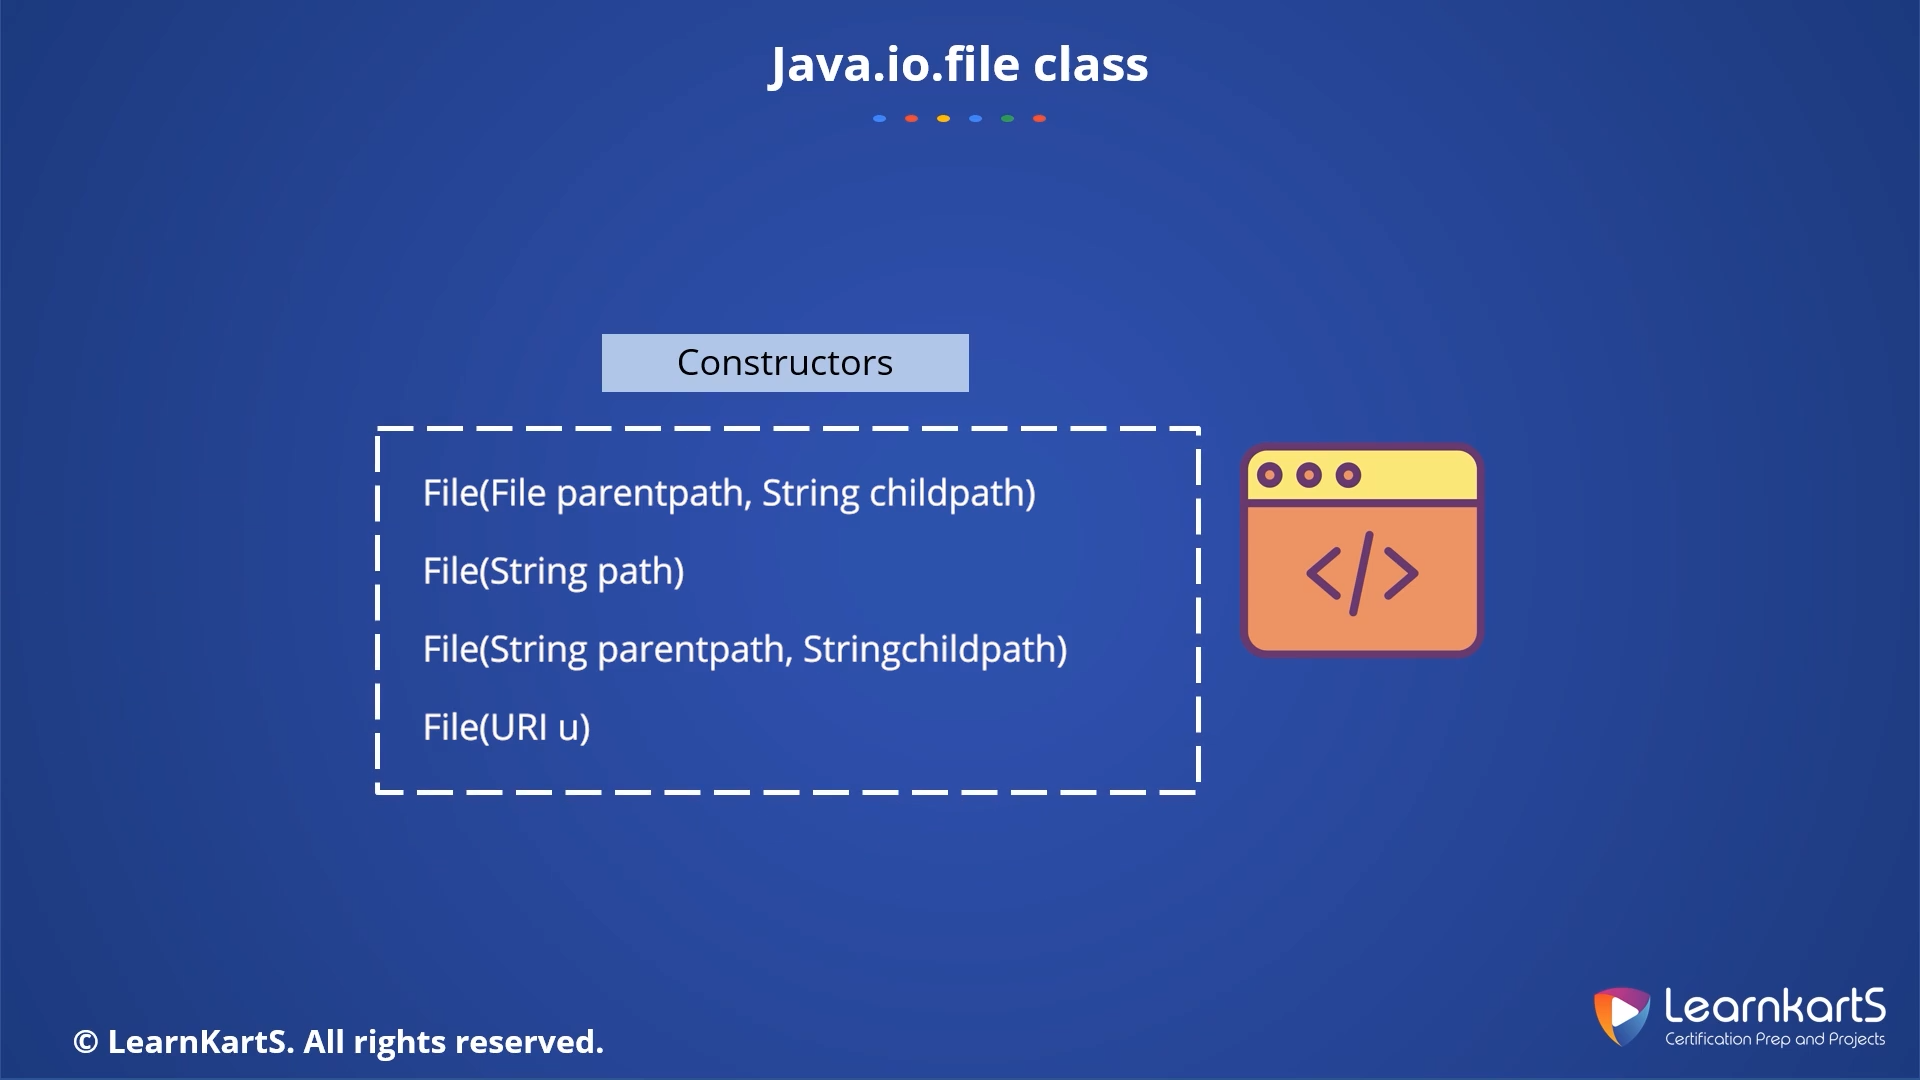 Java.io.file class
Constructors
File(File parentpath, String childpath)
File(String path)
File(String parentpath, Stringchildpath)
File(URI u)
</>
© LearnKartS. All rights reserved.
LearnkartS
Certification Prep and Projects